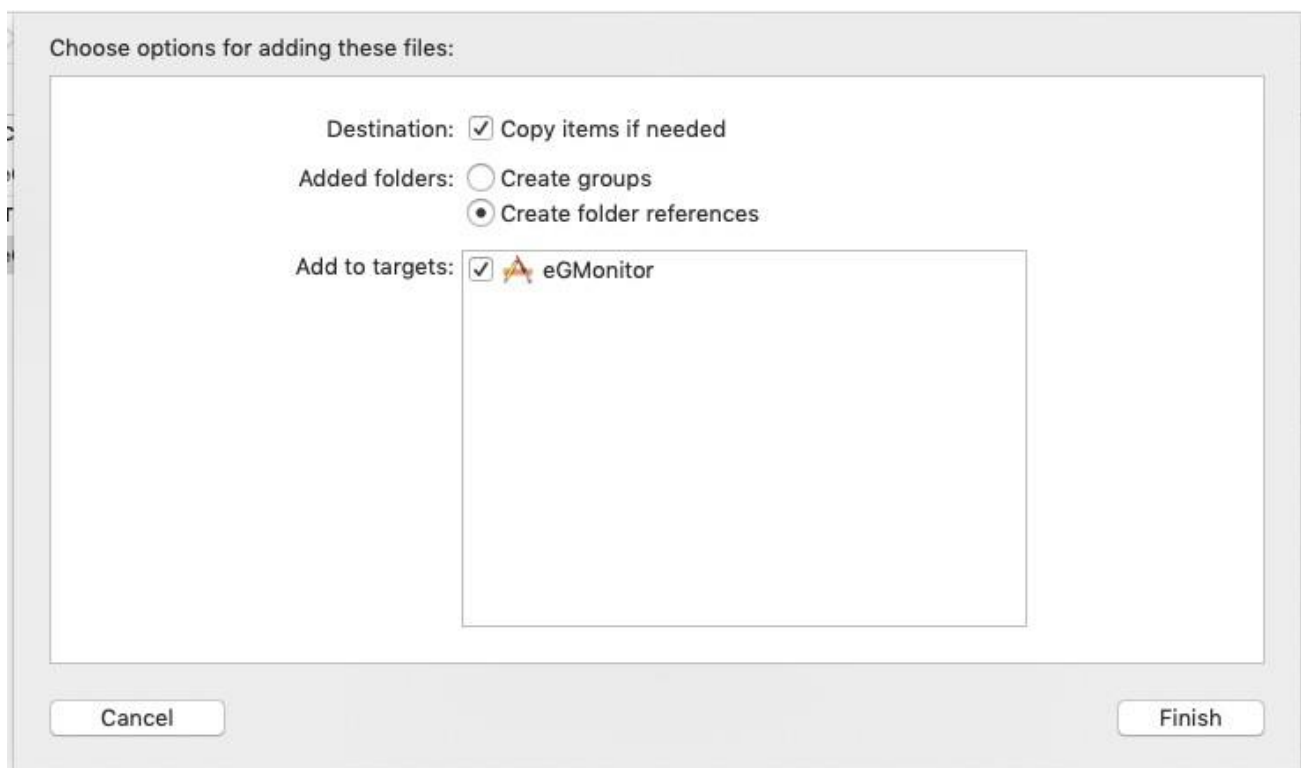 Choose options for adding these files:
Destination: Copy items if needed
Added folders: Create groups
Create folder references
Add to targets: eGMonitor
Cancel Finish